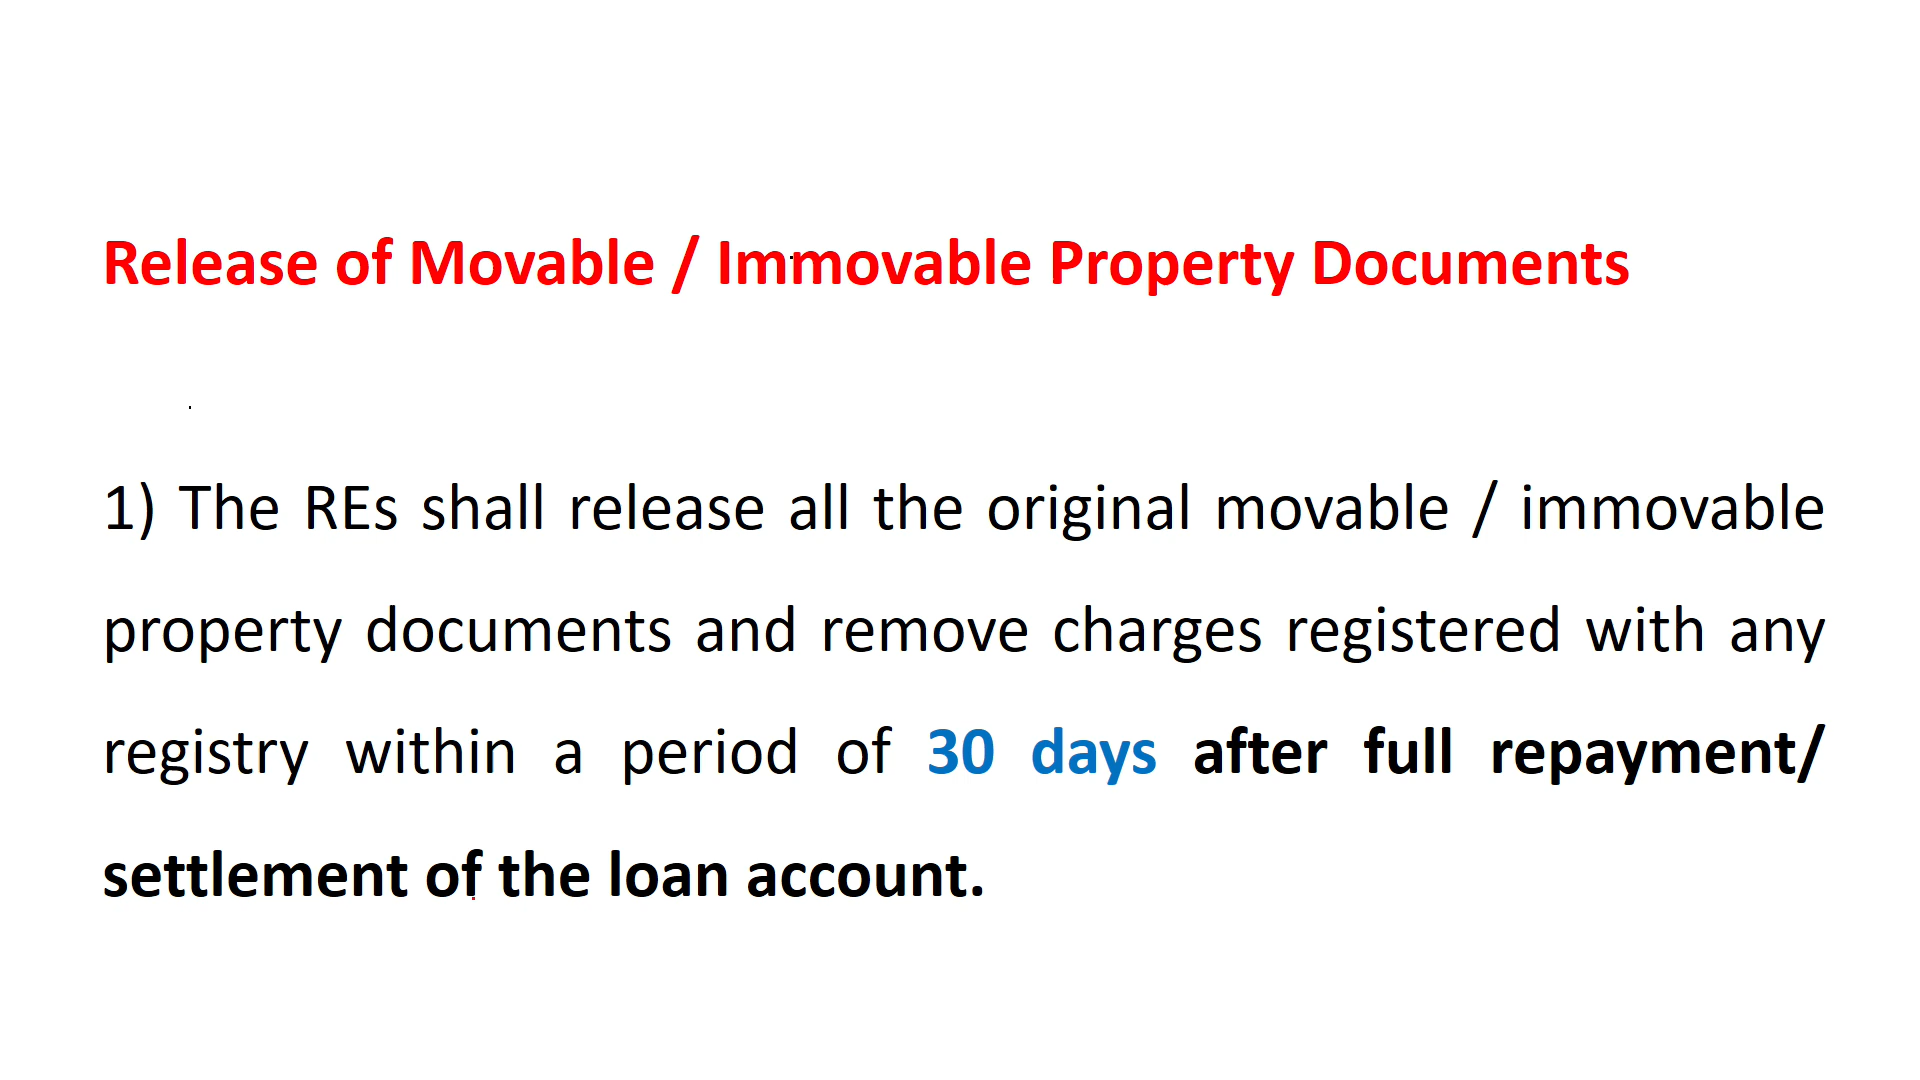 Release of Movable / Immovable Property Documents
1) The REs shall release all the original movable / immovable
property documents and remove charges registered with any
registry within a period of 30 days after full repayment/
settlement of the loan account.